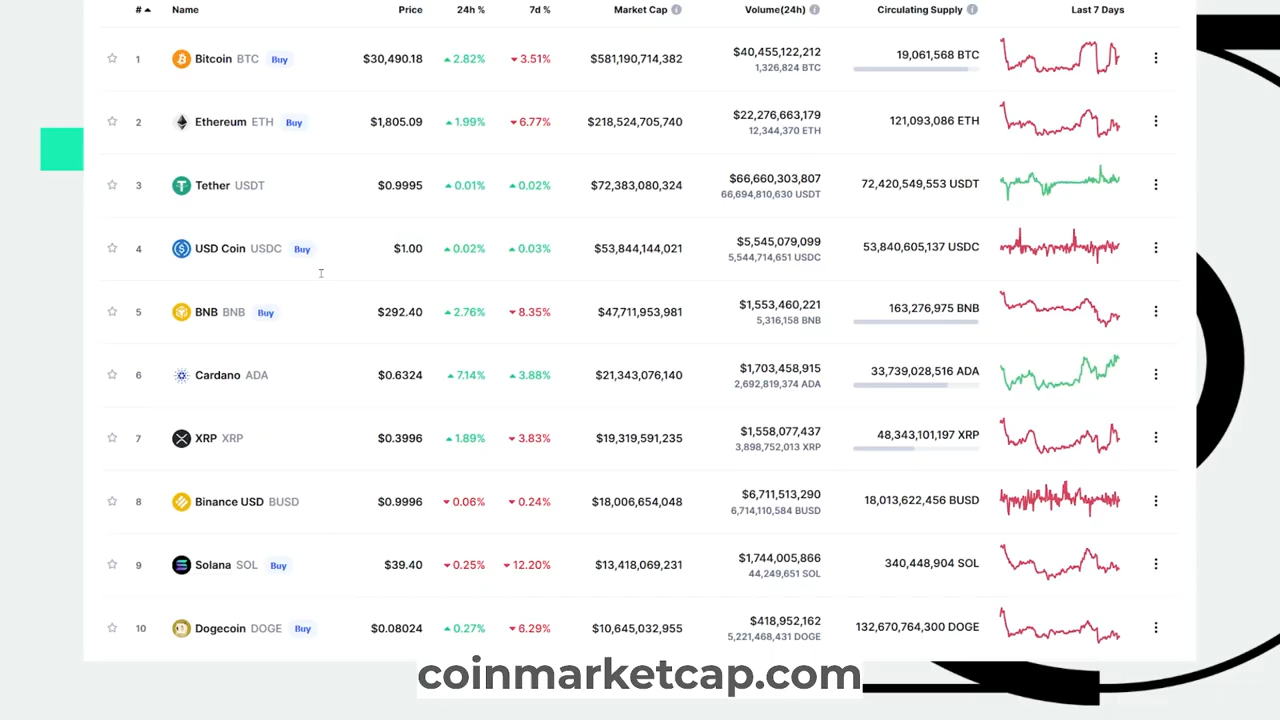 # Name Price 24h % 7d % Market Cap Volume(24h) Circulating Supply Last 7 Days
1 Bitcoin BTC Buy $30,490.18 2.82% 3.51% $581,190,714,382 $40,455,122,212 19,061,568 BTC
1,326,824 BTC
2 Ethereum ETH Buy $1,805.09 1.99% 6.77% $218,524,705,740 $22,276,663,179 121,093,086 ETH
12,344,370 ETH
3 Tether USDT $0.9995 0.01% 0.02% $72,383,080,324 $66,660,303,807 72,420,549,553 USDT
66,694,810,630 USDT
4 USD Coin USDC Buy $1.00 0.02% 0.03% $53,844,144,021 $5,545,079,099 53,840,605,137 USDC
5,544,714,651 USDC
5 BNB BNB Buy $292.40 2.76% 8.35% $47,711,953,981 $1,553,460,221 163,276,975 BNB
5,316,158 BNB
6 Cardano ADA $0.6324 7.14% 3.88% $21,343,076,140 $1,703,458,915 33,739,028,516 ADA
2,692,819,374 ADA
7 XRP XRP $0.3996 1.89% 3.83% $19,319,591,235 $1,558,077,437 48,343,101,197 XRP
3,898,752,013 XRP
8 Binance USD BUSD $0.9996 0.06% 0.24% $18,006,654,048 $6,711,513,290 18,013,622,456 BUSD
6,714,110,584 BUSD
9 Solana SOL Buy $39.40 0.25% 12.20% $13,418,069,231 $1,744,005,866 340,448,904 SOL
44,249,651 SOL
10 Dogecoin DOGE Buy $0.08024 0.27% 6.29% $10,645,032,955 $418,952,162 132,670,764,300 DOGE
5,221,468,431 DOGE
coinmarketcap.com